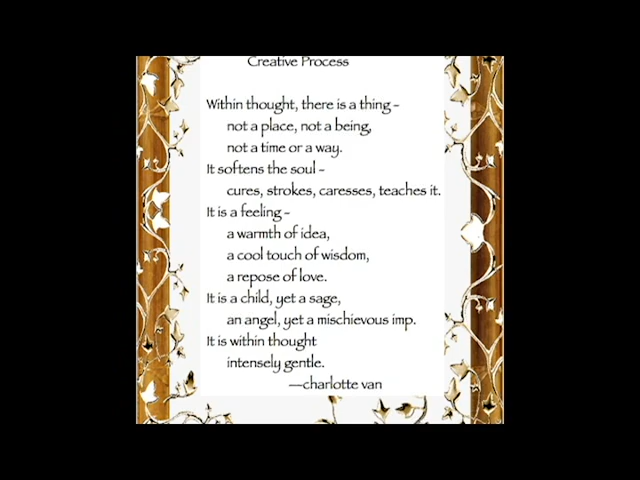 Creative Process
Within thought, there is a thing -
not a place, not a being,
not a time or a way.
It softens the soul -
cures, strokes, caresses, teaches it.
It is a feeling -
a warmth of idea,
a cool touch of wisdom,
a repose of love.
It is a child, yet a sage,
an angel, yet a mischievous imp.
It is within thought
intensely gentle.
—charlotte van